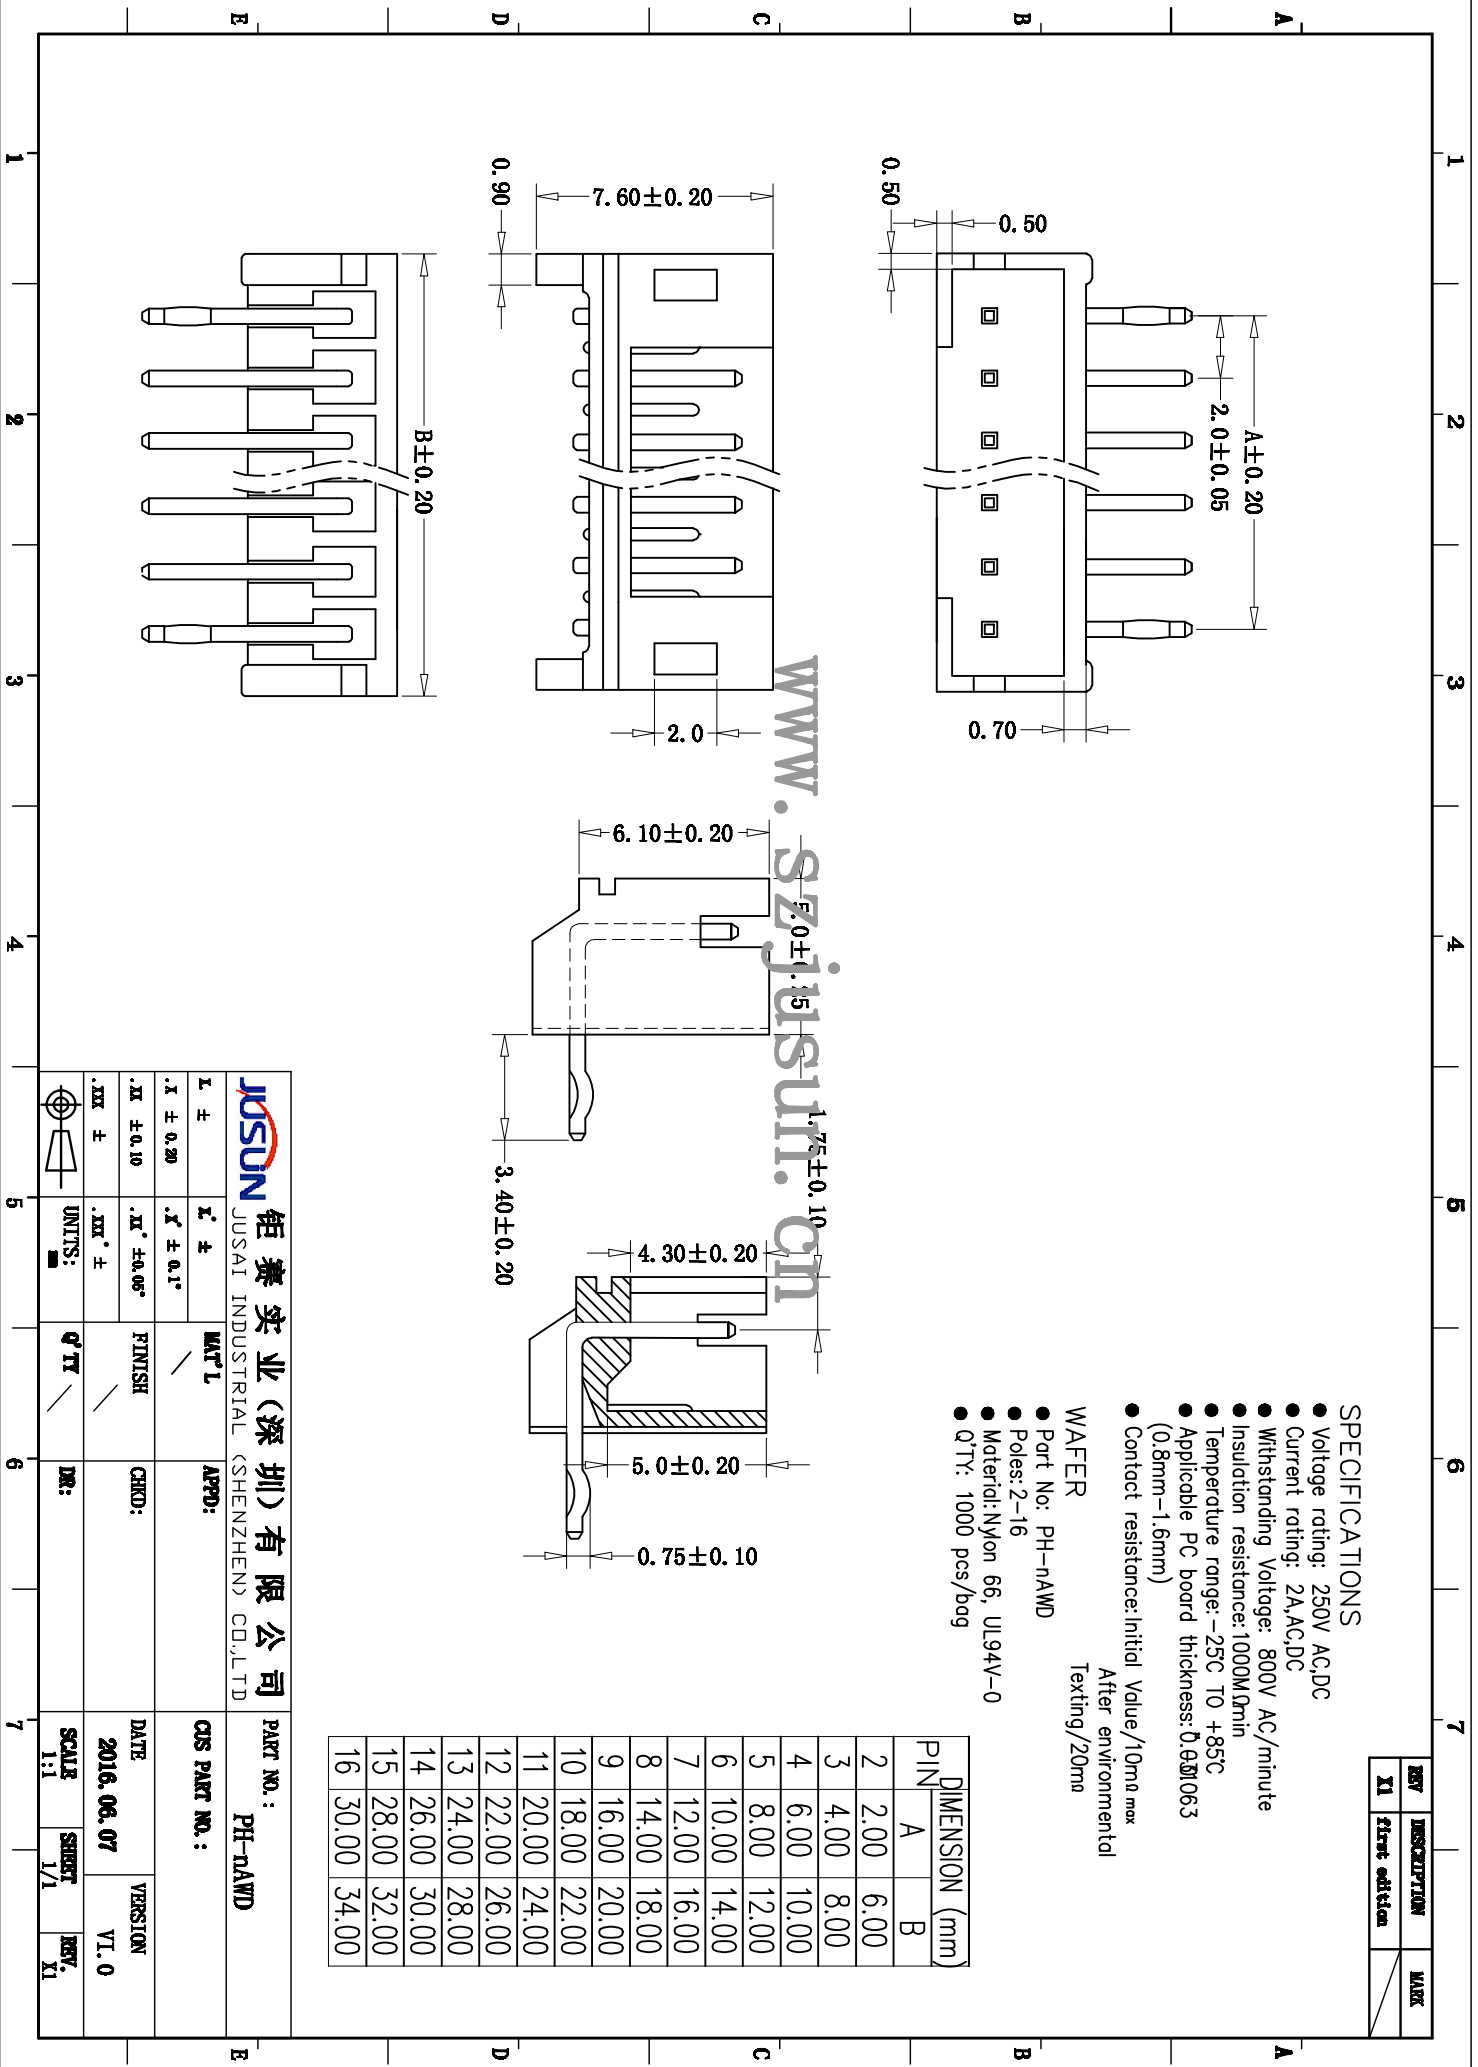 REV DESCRIPTION MARK
X1 first edition
1 2 3 4 5 6 7
A B C D E
SPECIFICATIONS
● Voltage rating: 250V AC,DC
● Current rating: 2A,AC,DC
● Withstanding Voltage: 800V AC/minute
● Insulation resistance:1000MΩmin
● Temperature range:-25℃ TO +85℃
● Applicable PC board thickness:
(0.8mm-1.6mm)
● Contact resistance:Initial Value/10mΩ max
After environmental
Texting/20mΩ
WAFER
● Part No: PH-nAWD
● Poles:2-16
● Material:Nylon 66, UL94V-0
● Q'TY: 1000 pcs/bag
A±0.20
2.0±0.05
0.50
0.50
0.70
7.60±0.20
0.90
2.0
B±0.20
6.10±0.20
3.40±0.20
1.75±0.10
4.30±0.20
5.0±0.20
0.75±0.10
www.szjusun.cn
DIMENSION (mm)
PIN A B
2 2.00 6.00
3 4.00 8.00
4 6.00 10.00
5 8.00 12.00
6 10.00 14.00
7 12.00 16.00
8 14.00 18.00
9 16.00 20.00
10 18.00 22.00
11 20.00 24.00
12 22.00 26.00
13 24.00 28.00
14 26.00 30.00
15 28.00 32.00
16 30.00 34.00
JUSUN 钜赛实业(深圳)有限公司
JUSAI INDUSTRIAL (SHENZHEN) CO.,LTD
PART NO.:
PH-nAWD
X. ± X.° ± MAT'L APPD: CUS PART NO.:
.X ± 0.20 .X° ± 0.1°
.XX ±0.10 .XX° ±0.05° FINISH CHKD: DATE VERSION
.XXX ± .XXX° ± 2016.06.07 V1.0
UNITS: mm Q'TY DR: SCALE 1:1 SHEET 1/1 REV. X1
1 2 3 4 5 6 7
A B C D E